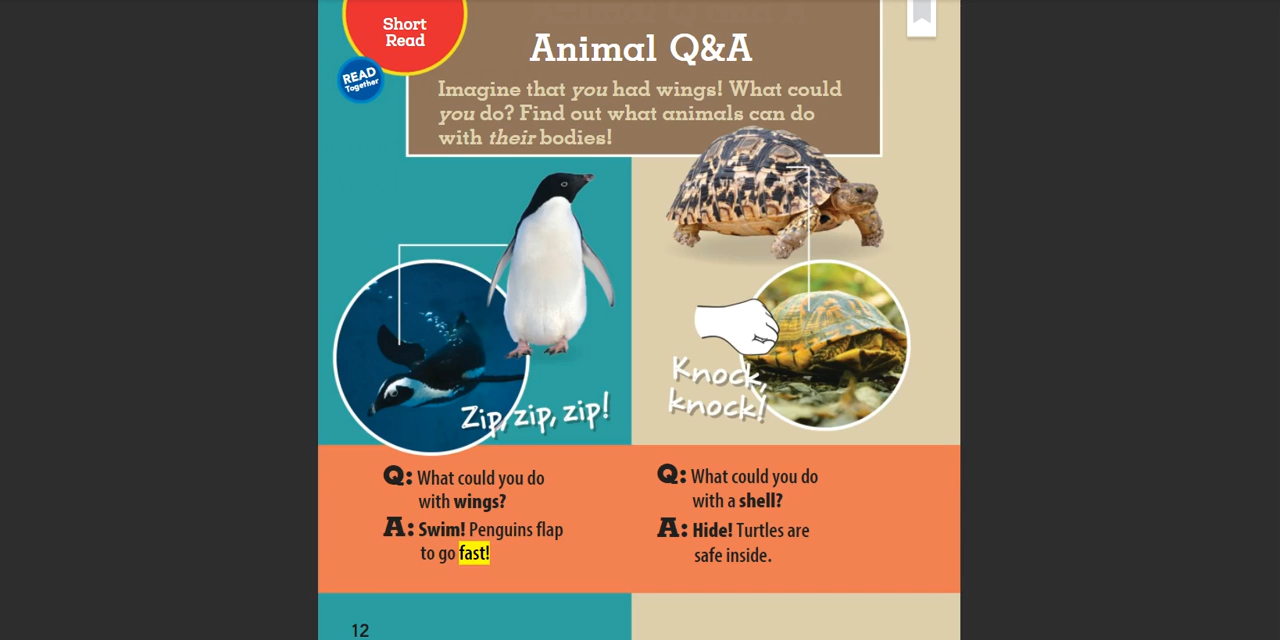 Short
Read
READ
Together
Animal Q&A
Imagine that you had wings! What could
you do? Find out what animals can do
with their bodies!
Zip, zip, zip!
Knock,
knock!
Q: What could you do
with wings?
A: Swim! Penguins flap
to go fast!
Q: What could you do
with a shell?
A: Hide! Turtles are
safe inside.
12